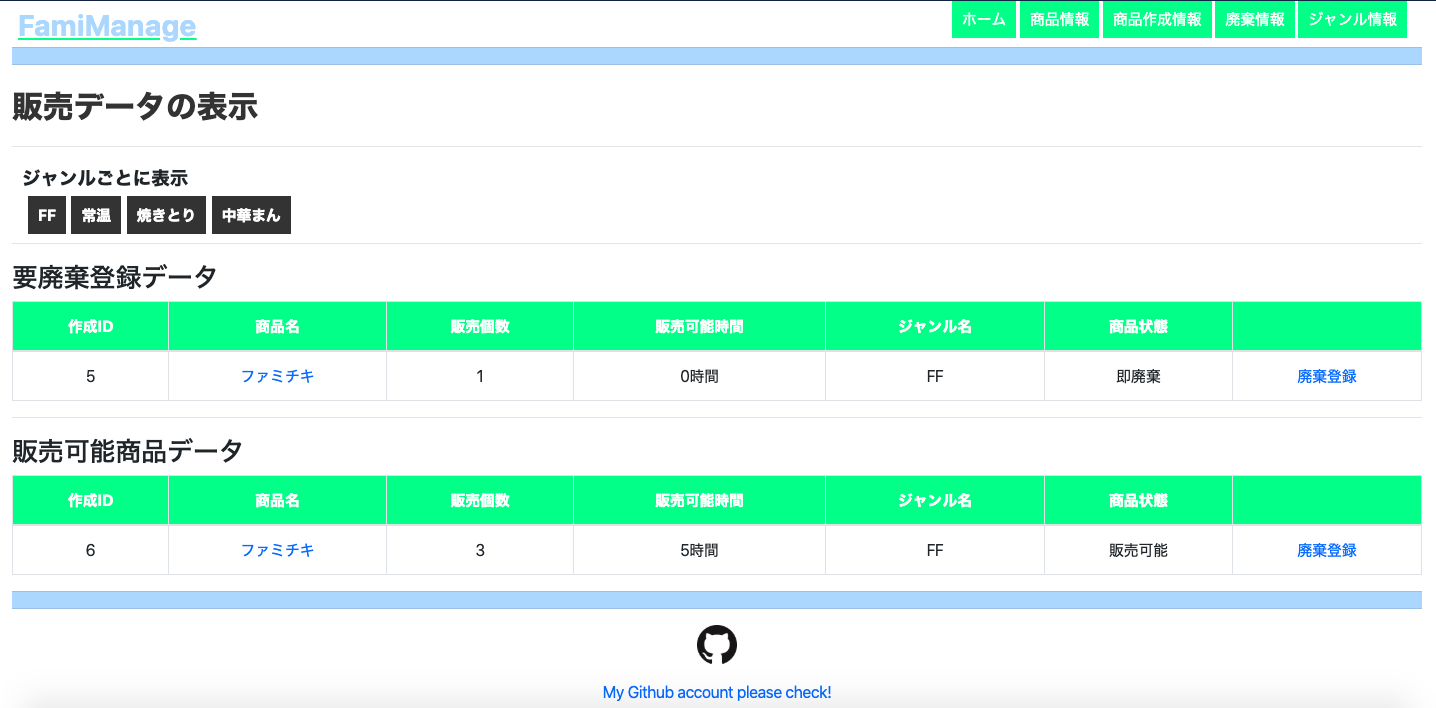 FamiManage ホーム 商品情報 商品作成情報 廃棄情報 ジャンル情報
販売データの表示
ジャンルごとに表示
FF 常温 焼きとり 中華まん
要廃棄登録データ
作成ID 商品名 販売個数 販売可能時間 ジャンル名 商品状態
5 ファミチキ 1 0時間 FF 即廃棄 廃棄登録
販売可能商品データ
作成ID 商品名 販売個数 販売可能時間 ジャンル名 商品状態
6 ファミチキ 3 5時間 FF 販売可能 廃棄登録
My Github account please check!